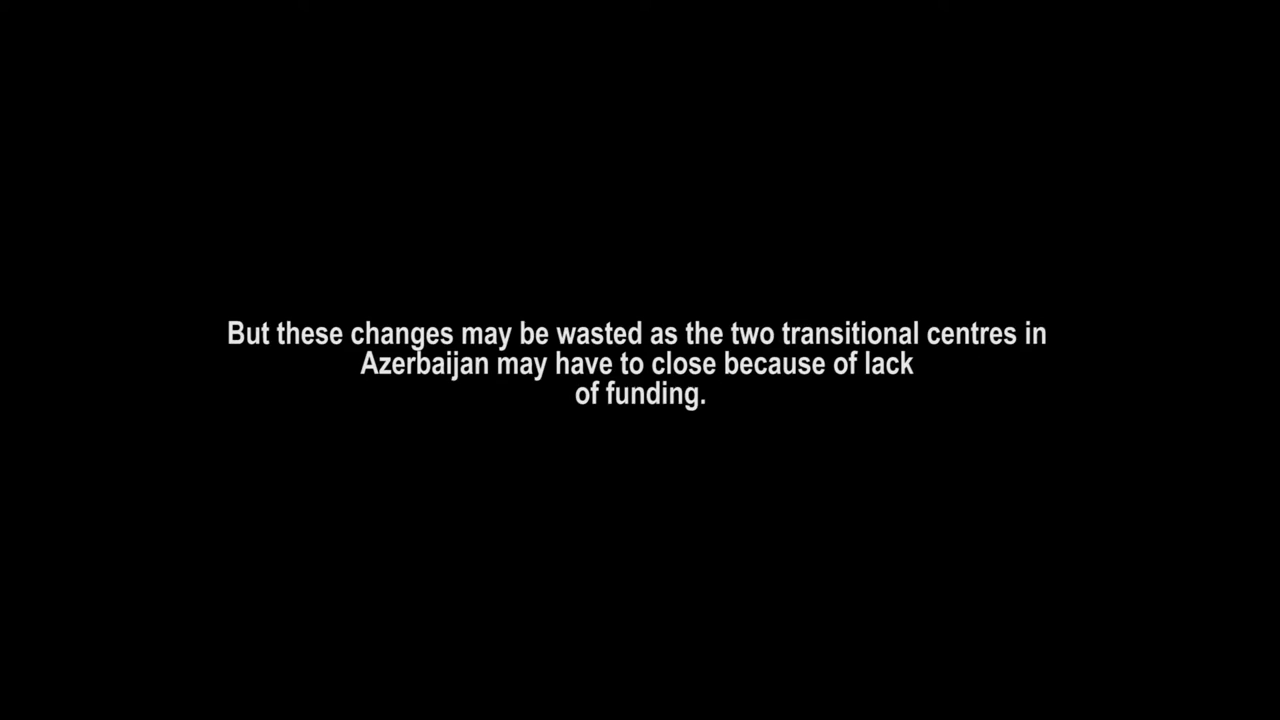 But these changes may be wasted as the two transitional centres in
Azerbaijan may have to close because of lack
of funding.